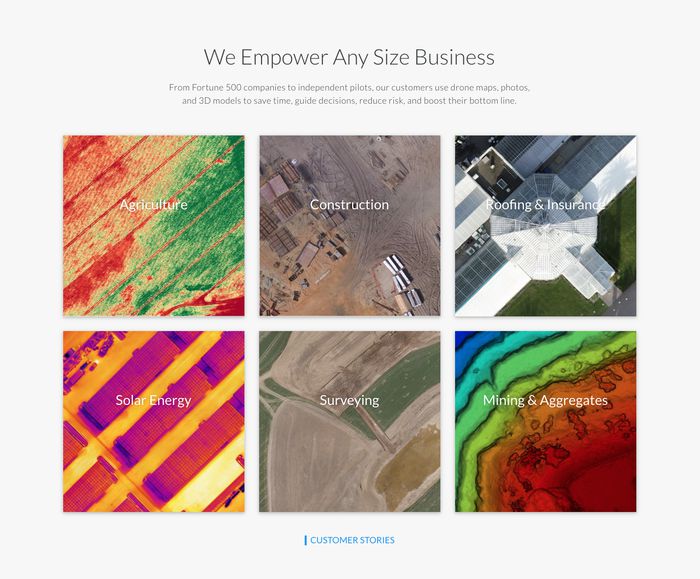 We Empower Any Size Business
From Fortune 500 companies to independent pilots, our customers use drone maps, photos,
and 3D models to save time, guide decisions, reduce risk, and boost their bottom line.
Agriculture
Construction
Roofing & Insurance
Solar Energy
Surveying
Mining & Aggregates
CUSTOMER STORIES